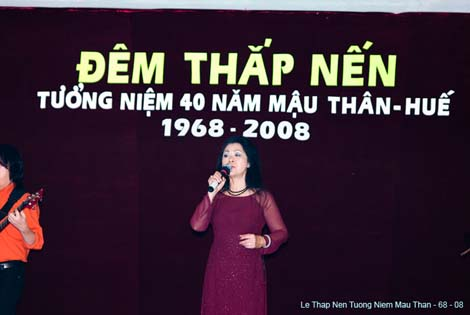 ĐÊM THẮP NẾN
TƯỞNG NIỆM 40 NĂM MẬU THÂN-HUẾ
1968 - 2008
Le Thap Nen Tuong Niem Mau Than - 68 - 08